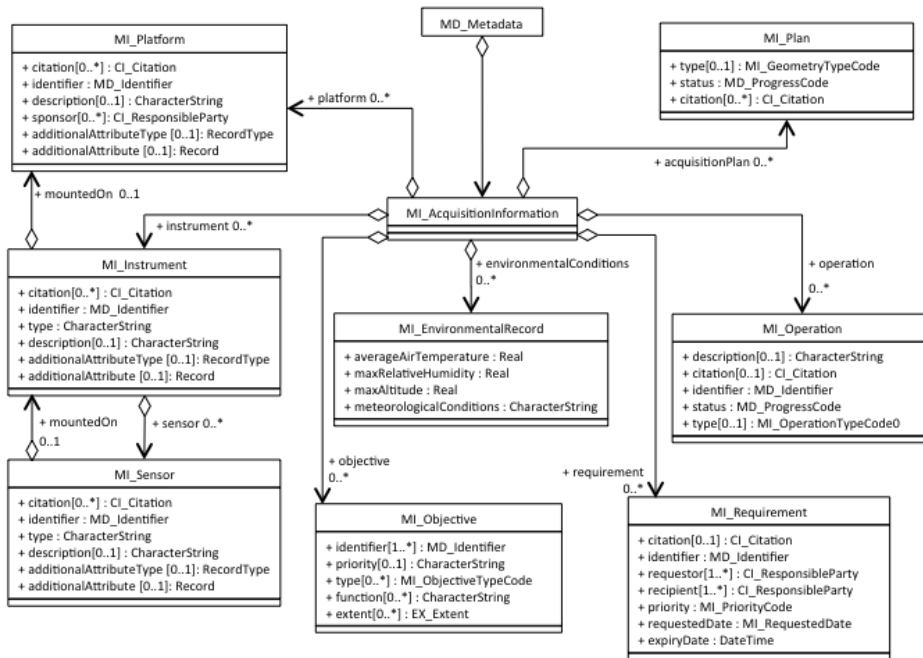 MD_Metadata
MI_Platform
+ citation[0..*] : CI_Citation
+ identifier : MD_Identifier
+ description[0..1] : CharacterString
+ sponsor[0..*] : CI_ResponsibleParty
+ additionalAttributeType [0..1]: RecordType
+ additionalAttribute [0..1]: Record
+ platform 0..*
MI_Plan
+ type[0..1] : MI_GeometryTypeCode
+ status : MD_ProgressCode
+ citation[0..*] : CI_Citation
+ acquisitionPlan 0..*
+ mountedOn 0..1
+ instrument 0..*
MI_AcquisitionInformation
MI_Instrument
+ citation[0..*] : CI_Citation
+ identifier : MD_Identifier
+ type : CharacterString
+ description[0..1] : CharacterString
+ additionalAttributeType [0..1]: RecordType
+ additionalAttribute [0..1] : Record
+ environmentalConditions
0..*
+ operation
0..*
MI_EnvironmentalRecord
+ averageAirTemperature : Real
+ maxRelativeHumidity : Real
+ maxAltitude : Real
+ meteorologicalConditions : CharacterString
MI_Operation
+ description[0..1] : CharacterString
+ citation[0..1] : CI_Citation
+ identifier : MD_Identifier
+ status : MD_ProgressCode
+ type[0..1] : MI_OperationTypeCode0
+ mountedOn
0..1
+ sensor 0..*
MI_Sensor
+ citation[0..*] : CI_Citation
+ identifier : MD_Identifier
+ type : CharacterString
+ description[0..1] : CharacterString
+ additionalAttributeType [0..1]: RecordType
+ additionalAttribute [0..1] : Record
+ objective
0..*
+ requirement
0..*
MI_Objective
+ identifier[1..*] : MD_Identifier
+ priority[0..1] : CharacterString
+ type[0..*] : MI_ObjectiveTypeCode
+ function[0..*] : CharacterString
+ extent[0..*] : EX_Extent
MI_Requirement
+ citation[0..1] : CI_Citation
+ identifier : MD_Identifier
+ requestor[1..*] : CI_ResponsibleParty
+ recipient[1..*] : CI_ResponsibleParty
+ priority : MI_PriorityCode
+ requestedDate : MI_RequestedDate
+ expiryDate : DateTime